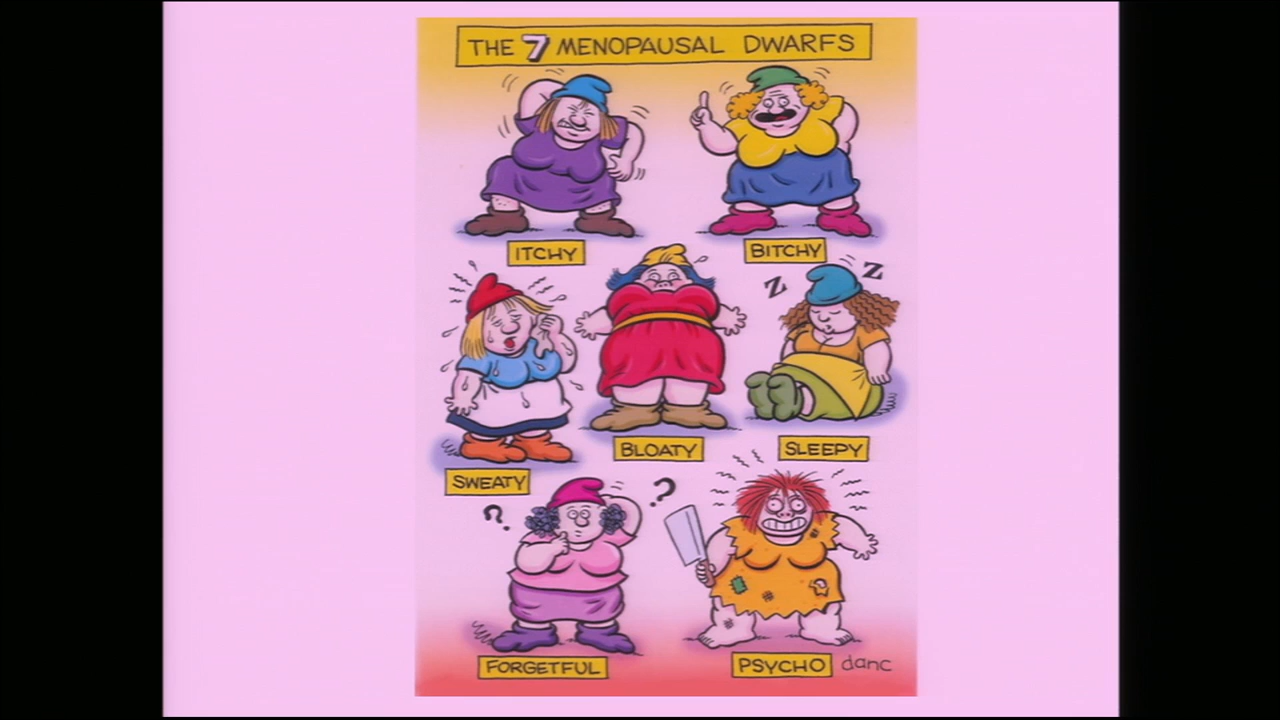 THE 7 MENOPAUSAL DWARFS
ITCHY
BITCHY
Z Z
SWEATY
BLOATY
SLEEPY
? ?
FORGETFUL
PSYCHO
danc